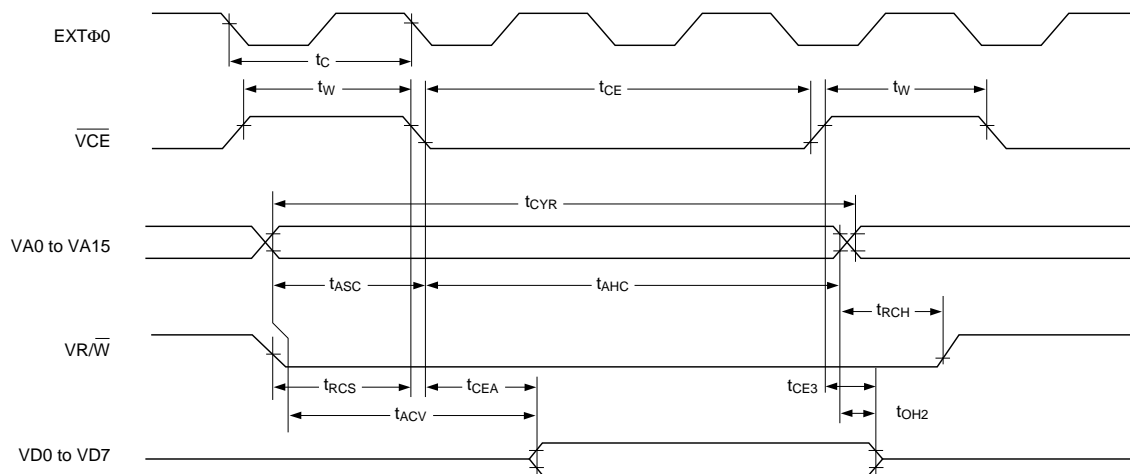 EXTΦ0
tC
tW
tCE
tW
VCE
tCYR
VA0 to VA15
tASC
tAHC
tRCH
VR/W
tRCS
tCEA
tCE3
tACV
tOH2
VD0 to VD7